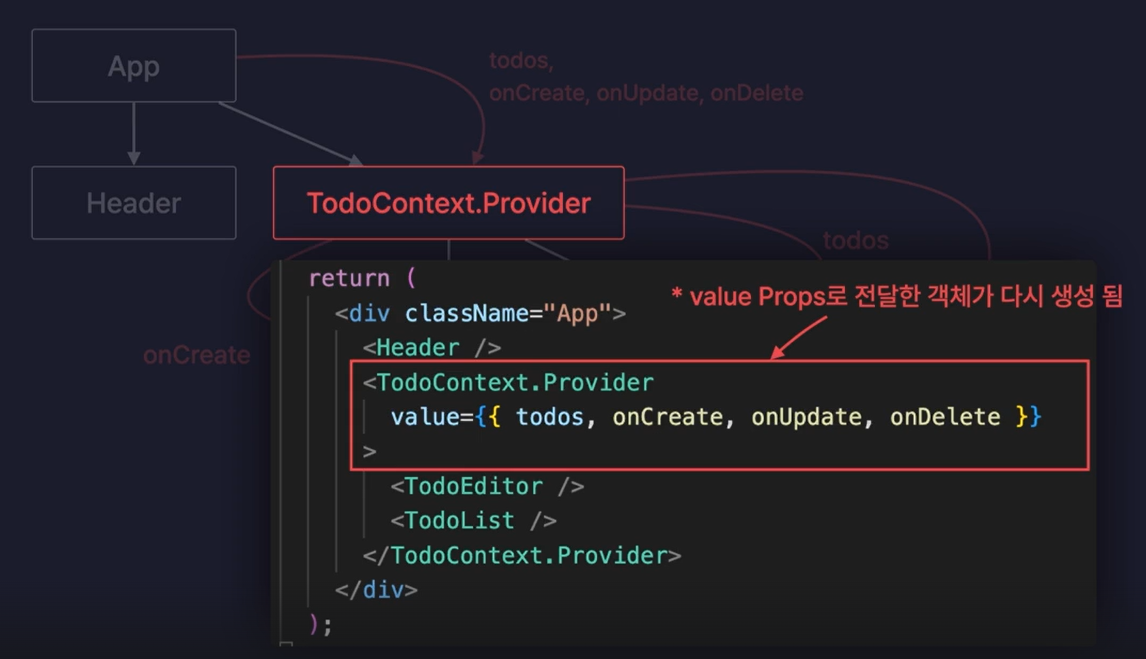 App
todos,
onCreate, onUpdate, onDelete
Header
TodoContext.Provider
todos
onCreate
* value Props로 전달한 객체가 다시 생성 됨
return (
<div className="App">
<Header />
<TodoContext.Provider
value={{ todos, onCreate, onUpdate, onDelete }}
>
<TodoEditor />
<TodoList />
</TodoContext.Provider>
</div>
);